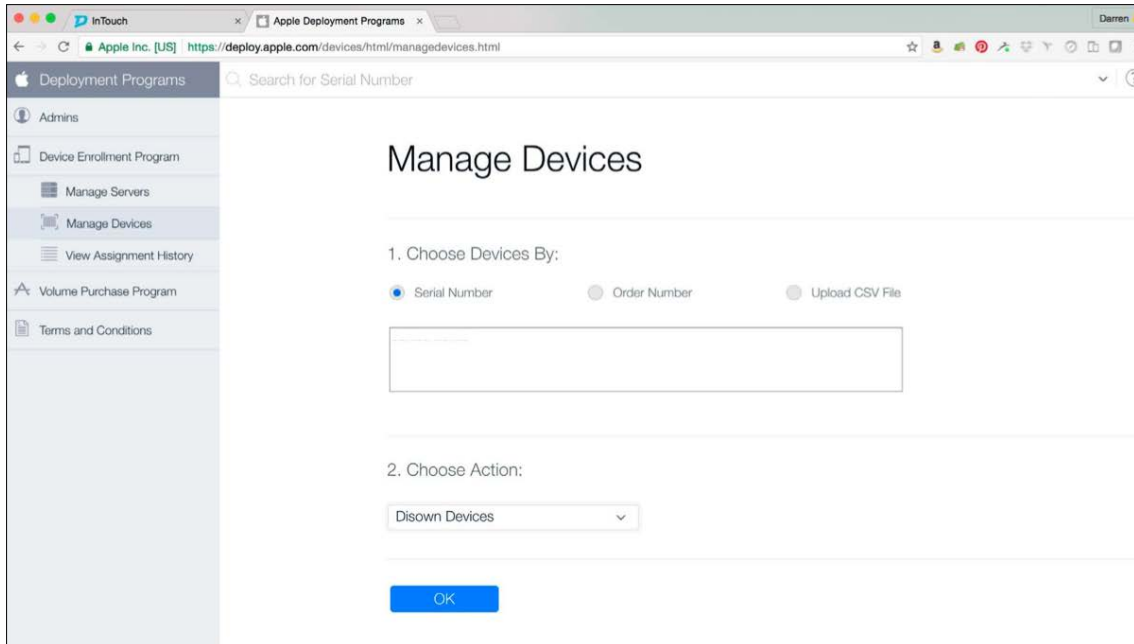 InTouch
Apple Deployment Programs
Darren
Apple Inc. [US] https://deploy.apple.com/devices/html/managedevices.html
Deployment Programs
Search for Serial Number
Admins
Device Enrollment Program
Manage Servers
Manage Devices
View Assignment History
Volume Purchase Program
Terms and Conditions
Manage Devices
1. Choose Devices By:
Serial Number Order Number Upload CSV File
2. Choose Action:
Disown Devices
OK